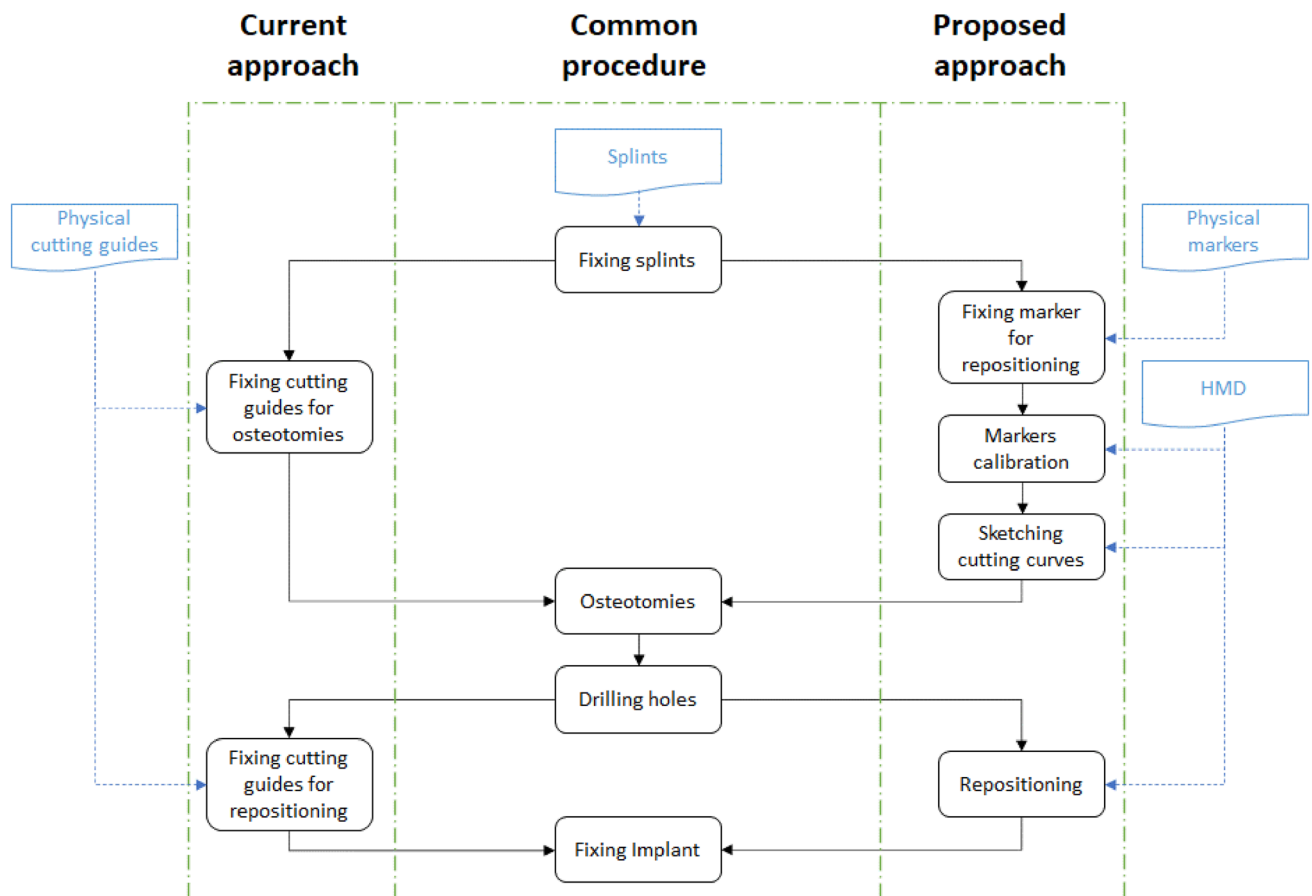 Current
approach
Common
procedure
Proposed
approach
Splints
Physical
cutting guides
Physical
markers
Fixing splints
Fixing marker
for
repositioning
Fixing cutting
guides for
osteotomies
HMD
Markers
calibration
Sketching
cutting curves
Osteotomies
Drilling holes
Fixing cutting
guides for
repositioning
Repositioning
Fixing Implant